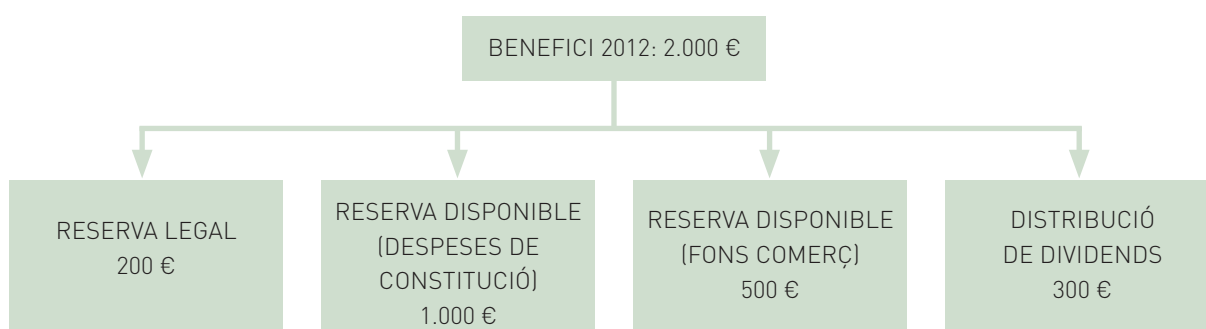 BENEFICI 2012: 2.000 €
RESERVA LEGAL
200 €
RESERVA DISPONIBLE
(DESPESES DE
CONSTITUCIÓ)
1.000 €
RESERVA DISPONIBLE
(FONS COMERÇ)
500 €
DISTRIBUCIÓ
DE DIVIDENDS
300 €